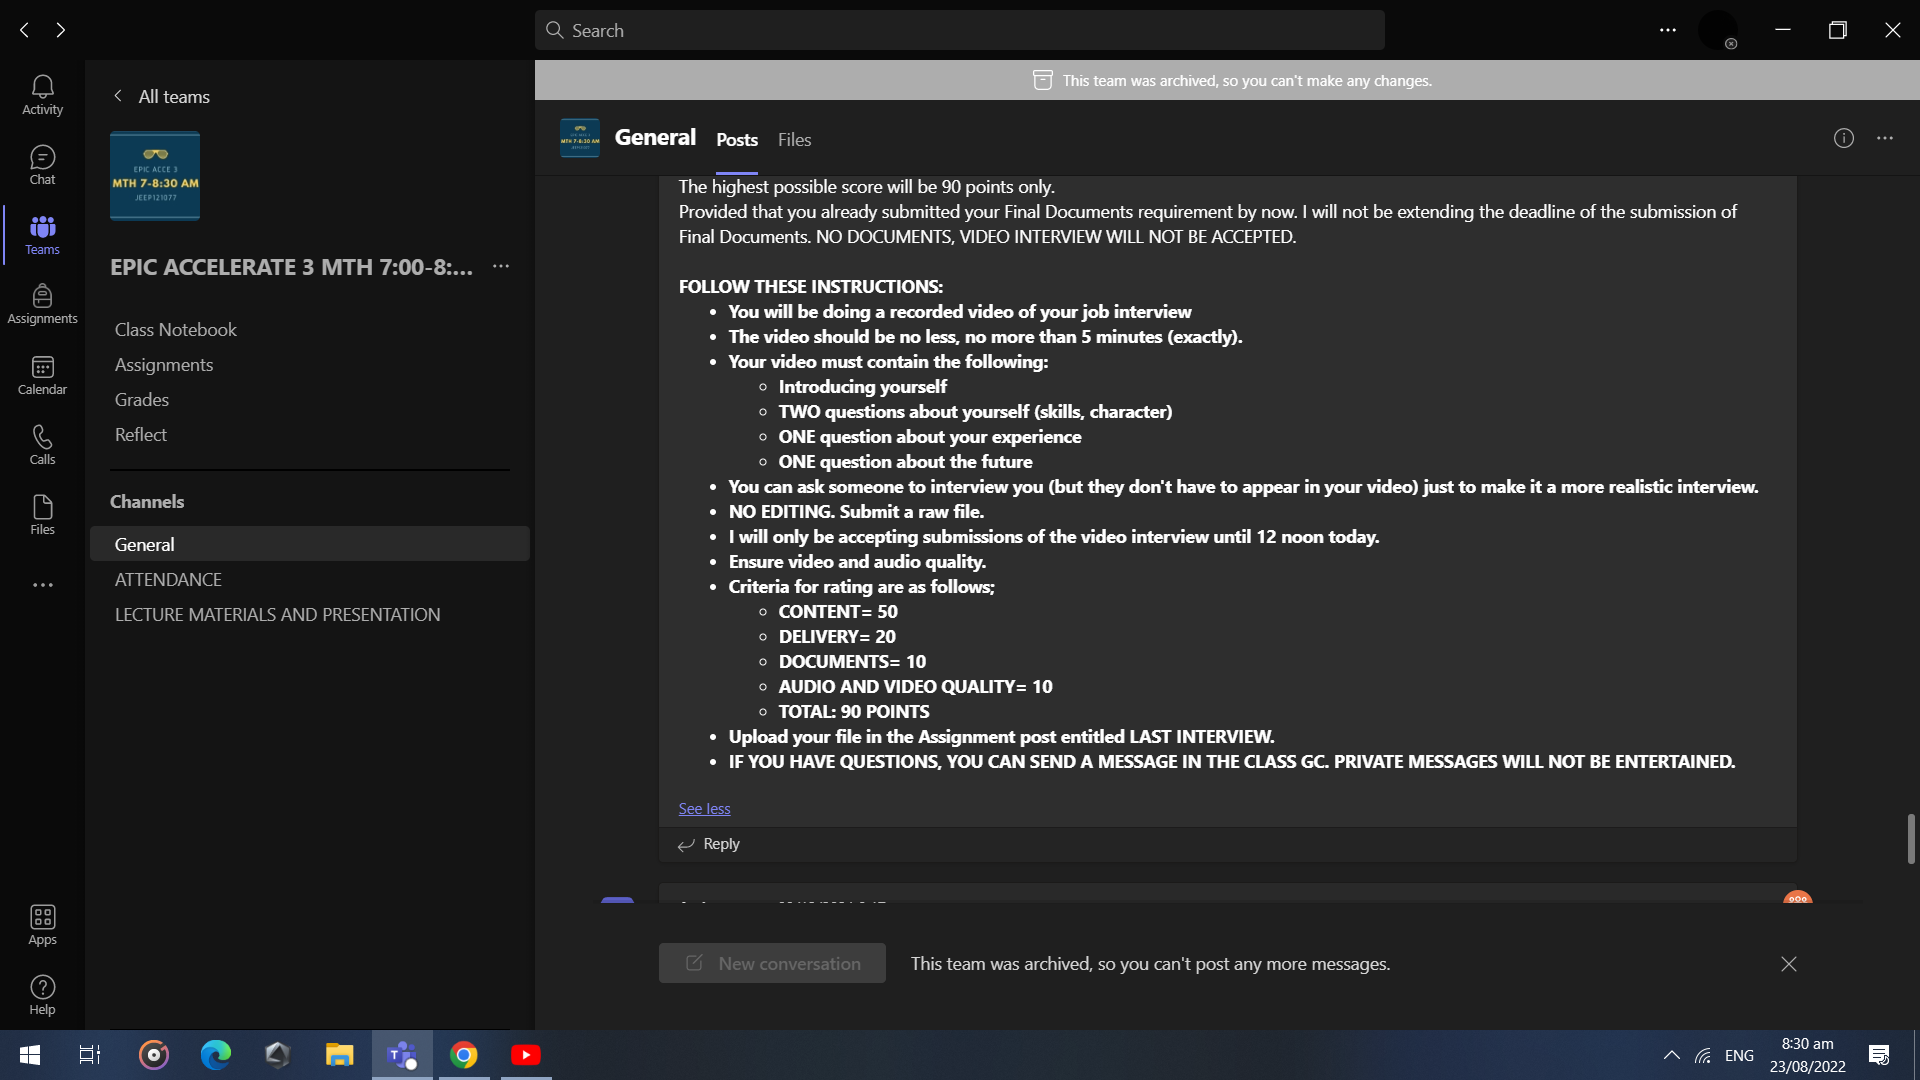 Search
This team was archived, so you can't make any changes.
Activity
Chat
Teams
Assignments
Calendar
Calls
Files
Apps
Help
All teams
EPIC ACCE 3
MTH 7-8:30 AM
JEEP121077
EPIC ACCELERATE 3 MTH 7:00-8:...
Class Notebook
Assignments
Grades
Reflect
Channels
General
ATTENDANCE
LECTURE MATERIALS AND PRESENTATION
MTH 7-8:30 AM
General Posts Files
The highest possible score will be 90 points only.
Provided that you already submitted your Final Documents requirement by now. I will not be extending the deadline of the submission of
Final Documents. NO DOCUMENTS, VIDEO INTERVIEW WILL NOT BE ACCEPTED.
FOLLOW THESE INSTRUCTIONS:
• You will be doing a recorded video of your job interview
• The video should be no less, no more than 5 minutes (exactly).
• Your video must contain the following:
○ Introducing yourself
○ TWO questions about yourself (skills, character)
○ ONE question about your experience
○ ONE question about the future
• You can ask someone to interview you (but they don't have to appear in your video) just to make it a more realistic interview.
• NO EDITING. Submit a raw file.
• I will only be accepting submissions of the video interview until 12 noon today.
• Ensure video and audio quality.
• Criteria for rating are as follows;
○ CONTENT= 50
○ DELIVERY= 20
○ DOCUMENTS= 10
○ AUDIO AND VIDEO QUALITY= 10
○ TOTAL: 90 POINTS
• Upload your file in the Assignment post entitled LAST INTERVIEW.
• IF YOU HAVE QUESTIONS, YOU CAN SEND A MESSAGE IN THE CLASS GC. PRIVATE MESSAGES WILL NOT BE ENTERTAINED.
See less
Reply
New conversation
This team was archived, so you can't post any more messages.
ENG
8:30 am
23/08/2022